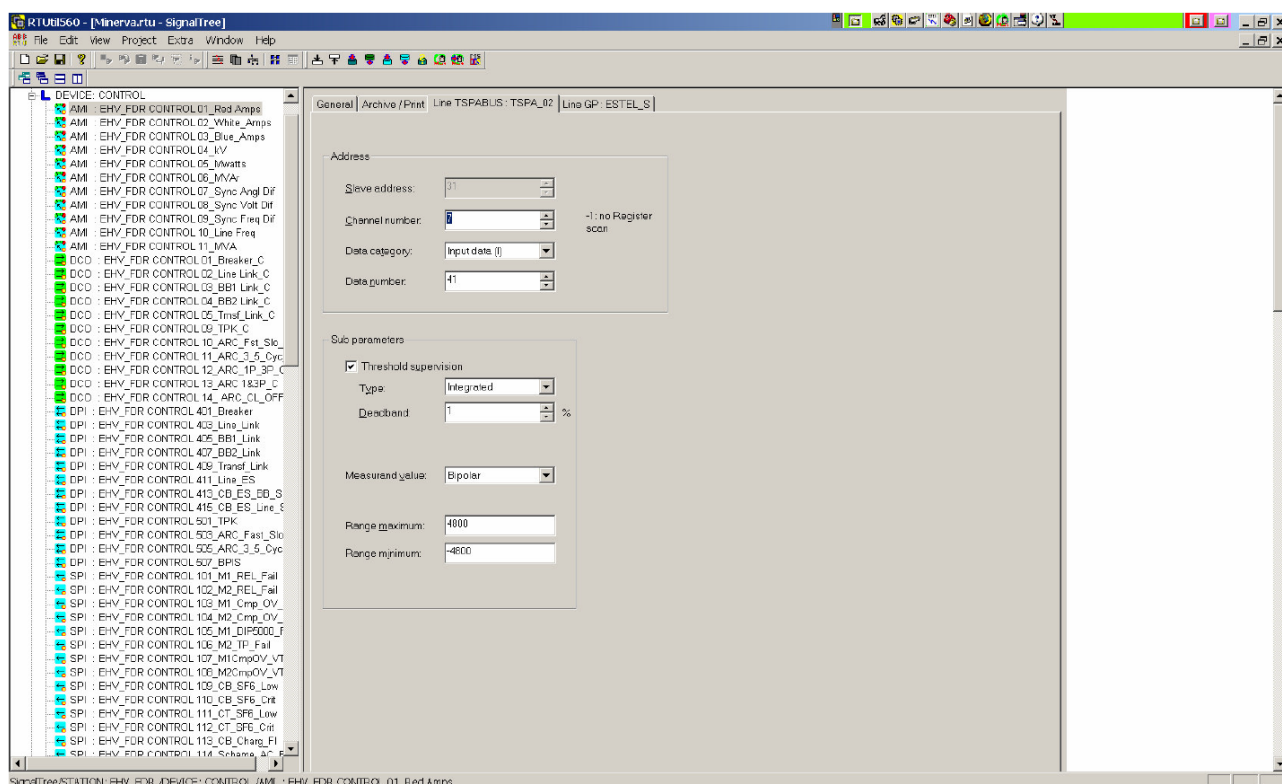 RTUtil560 - [Minerva.rtu - SignalTree]
File Edit View Project Extra Window Help
DEVICE: CONTROL
AMI : EHV_FDR CONTROL 01_Red Amps
AMI : EHV_FDR CONTROL 02_White_Amps
AMI : EHV_FDR CONTROL 03_Blue_Amps
AMI : EHV_FDR CONTROL 04_kV
AMI : EHV_FDR CONTROL 05_Mwatts
AMI : EHV_FDR CONTROL 06_MVAr
AMI : EHV_FDR CONTROL 07_Sync Angl Dif
AMI : EHV_FDR CONTROL 08_Sync Volt Dif
AMI : EHV_FDR CONTROL 09_Sync Freq Dif
AMI : EHV_FDR CONTROL 10_Line Freq
AMI : EHV_FDR CONTROL 11_MVA
DCO : EHV_FDR CONTROL 01_Breaker_C
DCO : EHV_FDR CONTROL 02_Line Link_C
DCO : EHV_FDR CONTROL 03_BB1 Link_C
DCO : EHV_FDR CONTROL 04_BB2 Link_C
DCO : EHV_FDR CONTROL 05_Trnsf_Link_C
DCO : EHV_FDR CONTROL 09_TPK_C
DCO : EHV_FDR CONTROL 10_ARC_Fst_Slo_
DCO : EHV_FDR CONTROL 11_ARC_3_5_Cyc
DCO : EHV_FDR CONTROL 12_ARC_1P_3P_C
DCO : EHV_FDR CONTROL 13_ARC 1&3P_C
DCO : EHV_FDR CONTROL 14_ ARC_CL_OFF
DPI : EHV_FDR CONTROL 401_Breaker
DPI : EHV_FDR CONTROL 403_Line_Link
DPI : EHV_FDR CONTROL 405_BB1_Link
DPI : EHV_FDR CONTROL 407_BB2_Link
DPI : EHV_FDR CONTROL 409_Transf_Link
DPI : EHV_FDR CONTROL 411_Line_ES
DPI : EHV_FDR CONTROL 413_CB_ES_BB_S
DPI : EHV_FDR CONTROL 415_CB_ES_Line_S
DPI : EHV_FDR CONTROL 501_TPK
DPI : EHV_FDR CONTROL 503_ARC_Fast_Slo
DPI : EHV_FDR CONTROL 505_ARC_3_5_Cyc
DPI : EHV_FDR CONTROL 507_BPIS
SPI : EHV_FDR CONTROL 101_M1_REL_Fail
SPI : EHV_FDR CONTROL 102_M2_REL_Fail
SPI : EHV_FDR CONTROL 103_M1_Cmp_OV_
SPI : EHV_FDR CONTROL 104_M2_Cmp_OV_
SPI : EHV_FDR CONTROL 105_M1_DIP5000_F
SPI : EHV_FDR CONTROL 106_M2_TP_Fail
SPI : EHV_FDR CONTROL 107_M1CmpOV_VT
SPI : EHV_FDR CONTROL 108_M2CmpOV_VT
SPI : EHV_FDR CONTROL 109_CB_SF6_Low
SPI : EHV_FDR CONTROL 110_CB_SF6_Crit
SPI : EHV_FDR CONTROL 111_CT_SF6_Low
SPI : EHV_FDR CONTROL 112_CT_SF6_Crit
SPI : EHV_FDR CONTROL 113_CB_Charg_Fl
SPI : EHV_FDR CONTROL 114_Scheme_AC_F
General Archive / Print Line TSPABUS : TSPA_02 Line GP : ESTEL_S
Address
Slave address: 31
Channel number: 7 -1: no Register scan
Data category: Input data (I)
Data number: 41
Sub parameters
Threshold supervision
Type: Integrated
Deadband 1 %
Measurand value: Bipolar
Range maximum: 4800
Range minimum: -4800
SignalTree/STATION: EHV_FDR /DEVICE: CONTROL /AMI : EHV_FDR CONTROL 01_Red Amps